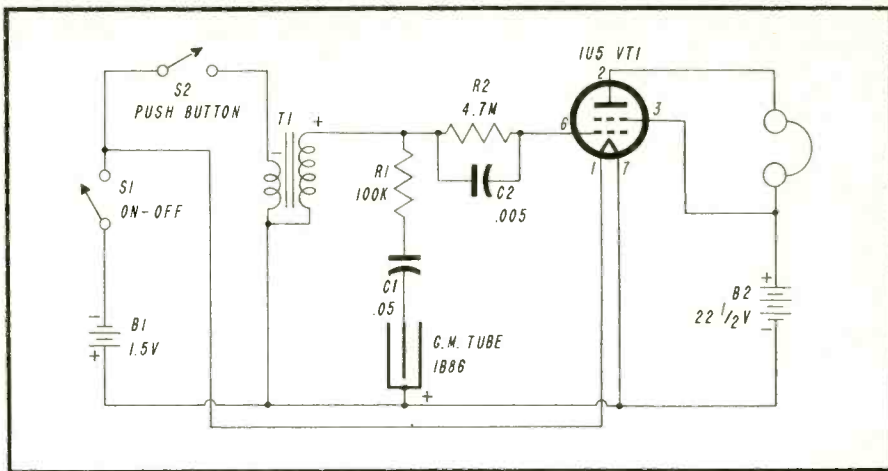 1U5 VT1
2
S2
PUSH BUTTON
T1
+
-
R2
4.7M
6
3
1
7
S1
ON-OFF
R1
100K
C2
.005
C1
.05
-
B1
+
1.5V
G.M. TUBE
1B86
+
+
B2
22 1/2V
-